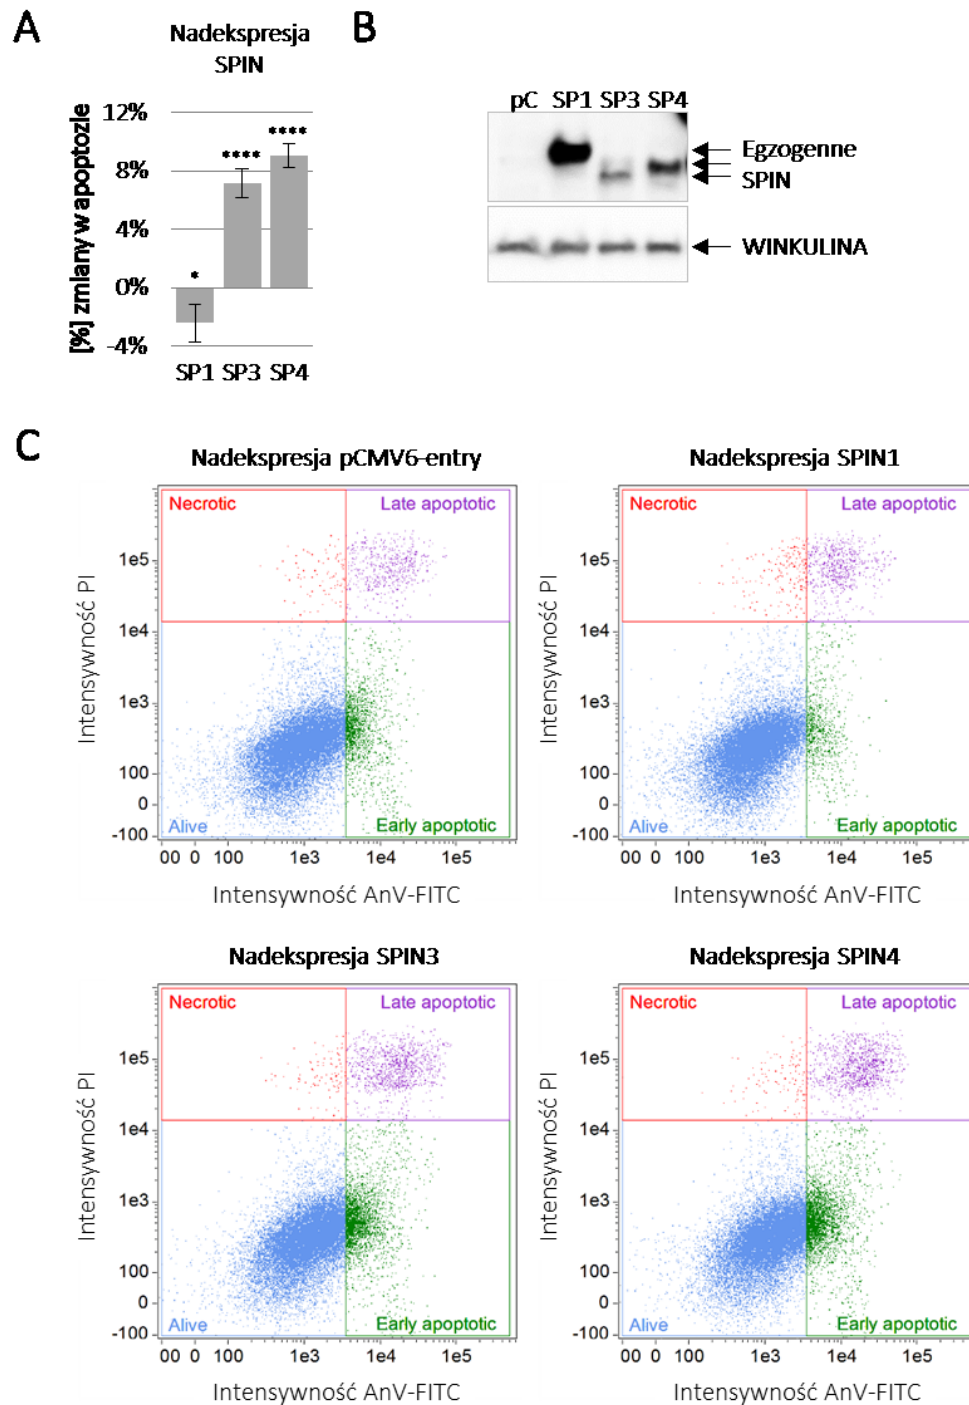 A
Nadekspresja
SPIN
[%] zmiany w apoptozie
12%
****
****
8%
4%
*
0%
-4%
SP1 SP3 SP4
B
pC SP1 SP3 SP4
Egzogenne
SPIN
WINKULINA
C
Nadekspresja pCMV6-entry
Necrotic
Late apoptotic
Intensywność PI
1e5
1e4
1e3
100
0
-100
Alive
Early apoptotic
00 0 100 1e3 1e4 1e5
Intensywność AnV-FITC
Nadekspresja SPIN1
Necrotic
Late apoptotic
Intensywność PI
1e5
1e4
1e3
100
0
-100
Alive
Early apoptotic
00 0 100 1e3 1e4 1e5
Intensywność AnV-FITC
Nadekspresja SPIN3
Necrotic
Late apoptotic
Intensywność PI
1e5
1e4
1e3
100
0
-100
Alive
Early apoptotic
00 0 100 1e3 1e4 1e5
Intensywność AnV-FITC
Nadekspresja SPIN4
Necrotic
Late apoptotic
Intensywność PI
1e5
1e4
1e3
100
0
-100
Alive
Early apoptotic
00 0 100 1e3 1e4 1e5
Intensywność AnV-FITC